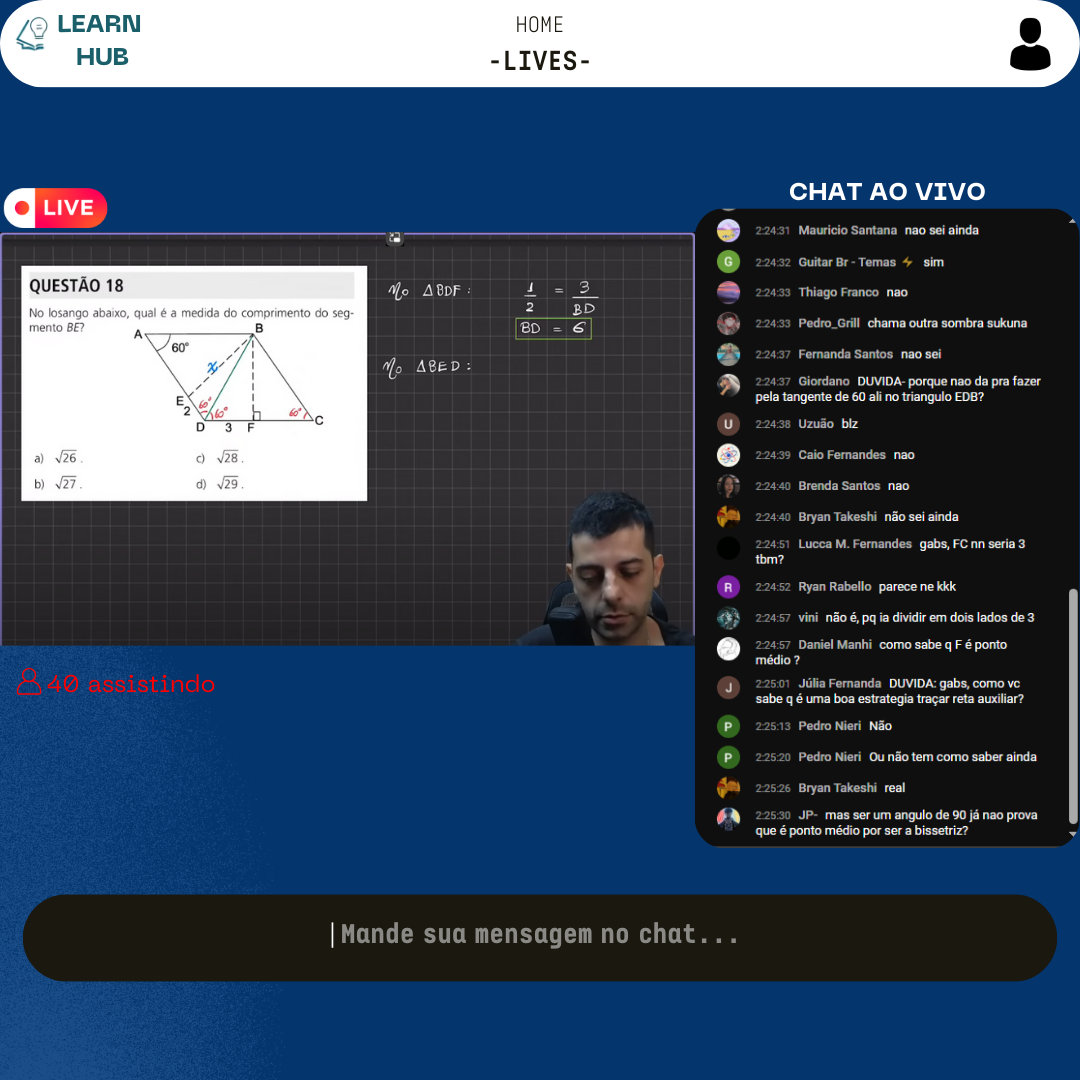 LEARN
HUB
HOME
-LIVES-
LIVE
QUESTÃO 18
No losango abaixo, qual é a medida do comprimento do seg-
mento BE?
A
B
60°
x
E
2
60°
60°
60°
D
3
F
C
a) √26 .
c) √28 .
b) √27 .
d) √29 .
No ΔBDF :
1/2 = 3/BD
BD = 6
No ΔBED :
40 assistindo
CHAT AO VIVO
2:24:31 Mauricio Santana nao sei ainda
G 2:24:32 Guitar Br - Temas ⚡ sim
2:24:33 Thiago Franco nao
2:24:33 Pedro_Grill chama outra sombra sukuna
2:24:37 Fernanda Santos nao sei
2:24:37 Giordano DUVIDA- porque nao da pra fazer
pela tangente de 60 ali no triangulo EDB?
U 2:24:38 Uzuão blz
2:24:39 Caio Fernandes nao
2:24:40 Brenda Santos nao
2:24:40 Bryan Takeshi não sei ainda
2:24:51 Lucca M. Fernandes gabs, FC nn seria 3
tbm?
R 2:24:52 Ryan Rabello parece ne kkk
2:24:57 vini não é, pq ia dividir em dois lados de 3
2:24:57 Daniel Manhi como sabe q F é ponto
médio ?
J 2:25:01 Júlia Fernanda DUVIDA: gabs, como vc
sabe q é uma boa estrategia traçar reta auxiliar?
P 2:25:13 Pedro Nieri Não
P 2:25:20 Pedro Nieri Ou não tem como saber ainda
2:25:26 Bryan Takeshi real
2:25:30 JP- mas ser um angulo de 90 já nao prova
que é ponto médio por ser a bissetriz?
Mande sua mensagem no chat...